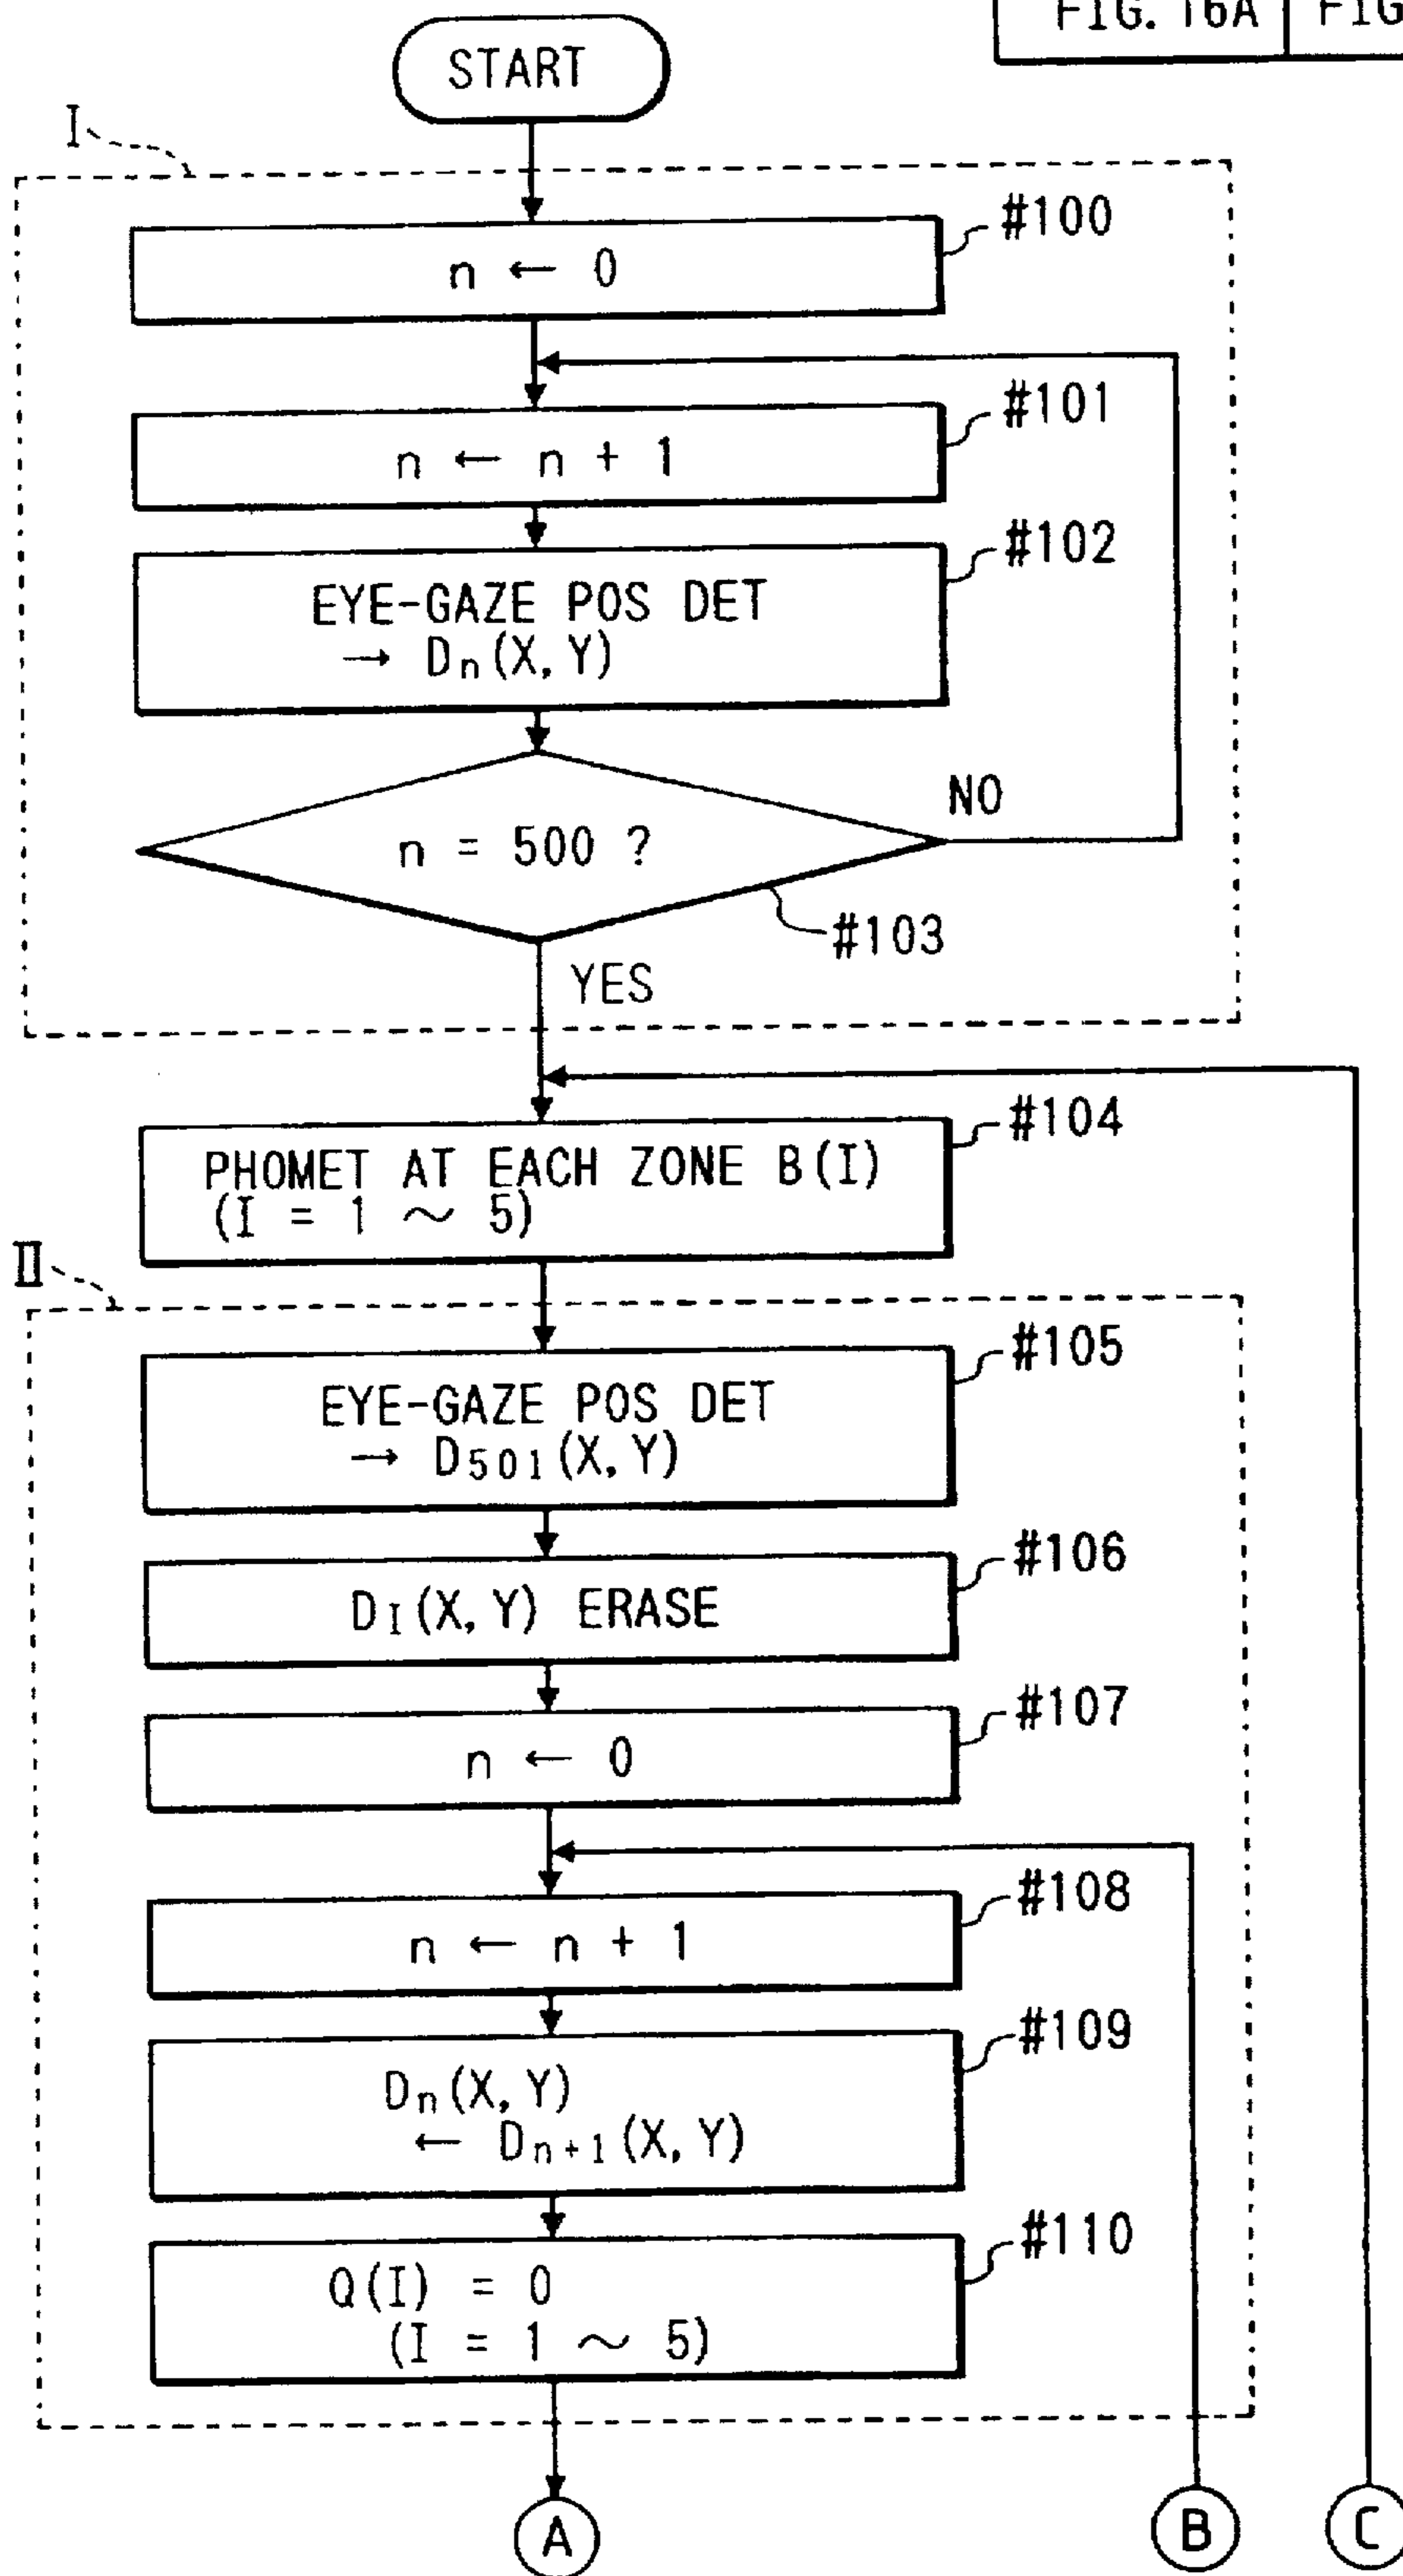 FIG. 16A FIG
START
I
#100
n ← 0
#101
n ← n + 1
#102
EYE-GAZE POS DET
→ Dn(X, Y)
NO
n = 500 ?
#103
YES
#104
PHOMET AT EACH ZONE B(I)
(I = 1 ~ 5)
II
#105
EYE-GAZE POS DET
→ D501(X, Y)
#106
DI(X, Y) ERASE
#107
n ← 0
#108
n ← n + 1
#109
Dn(X, Y)
← Dn+1(X, Y)
#110
Q(I) = 0
(I = 1 ~ 5)
A B C